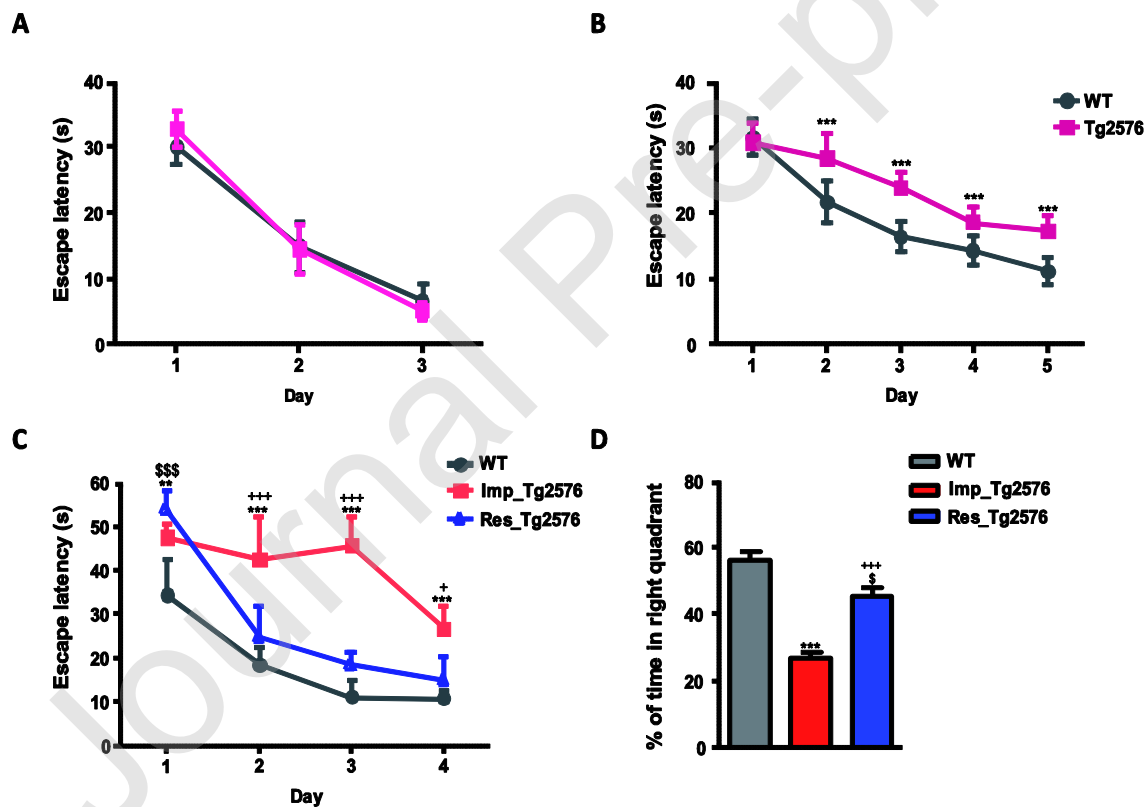 A
40
30
20
10
0
Escape latency (s)
1 2 3
Day
B
40
30
20
10
0
Escape latency (s)
WT
Tg2576
***
***
***
***
1 2 3 4 5
Day
C
60
50
40
30
20
10
0
Escape latency (s)
WT
Imp_Tg2576
Res_Tg2576
$$$
**
+++
***
+++
***
+
***
1 2 3 4
Day
D
80
60
40
20
0
% of time in right quadrant
WT
Imp_Tg2576
Res_Tg2576
***
+++
$
Journal Pre-p